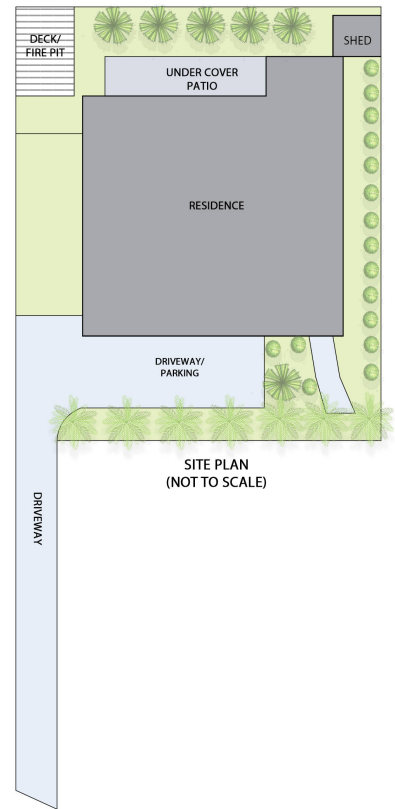 DECK/
FIRE PIT
SHED
UNDER COVER
PATIO
RESIDENCE
DRIVEWAY/
PARKING
SITE PLAN
(NOT TO SCALE)
DRIVEWAY